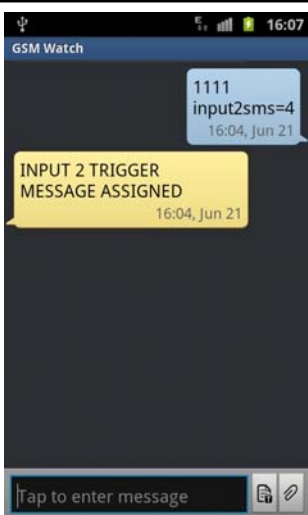 16:07
GSM Watch
1111
input2sms=4
16:04, Jun 21
INPUT 2 TRIGGER
MESSAGE ASSIGNED
16:04, Jun 21
Tap to enter message